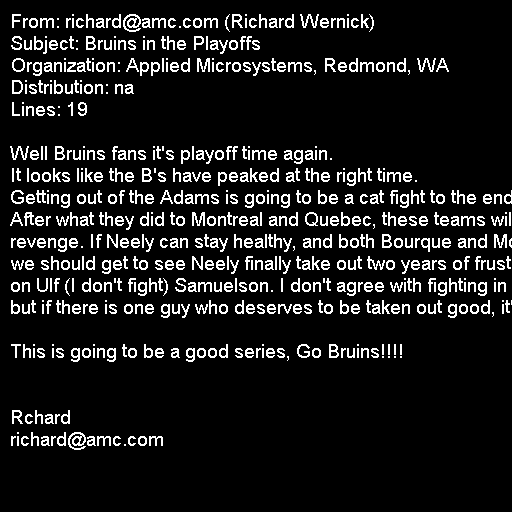 From: richard@amc.com (Richard Wernick)
Subject: Bruins in the Playoffs
Organization: Applied Microsystems, Redmond, WA
Distribution: na
Lines: 19
Well Bruins fans it's playoff time again.
It looks like the B's have peaked at the right time.
Getting out of the Adams is going to be a cat fight to the end
After what they did to Montreal and Quebec, these teams wil
revenge. If Neely can stay healthy, and both Bourque and Mo
we should get to see Neely finally take out two years of frust
on Ulf (I don't fight) Samuelson. I don't agree with fighting in
but if there is one guy who deserves to be taken out good, it'
This is going to be a good series, Go Bruins!!!!
Rchard
richard@amc.com